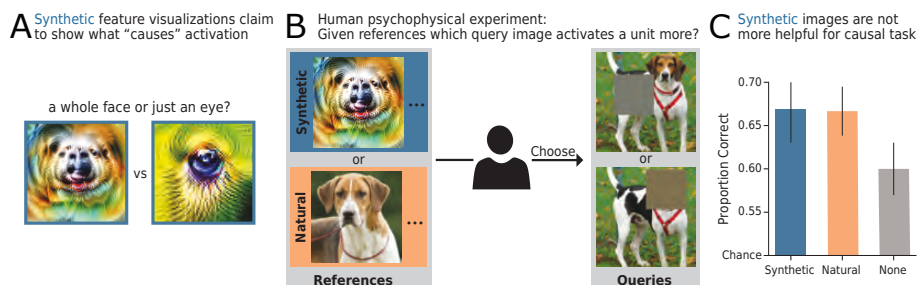 A Synthetic feature visualizations claim
to show what “causes” activation
a whole face or just an eye?
vs
B Human psychophysical experiment:
Given references which query image activates a unit more?
Synthetic
...
or
Natural
...
References
Choose
or
Queries
C Synthetic images are not
more helpful for causal task
Proportion Correct
0.70
0.65
0.60
0.55
Chance
Synthetic Natural None